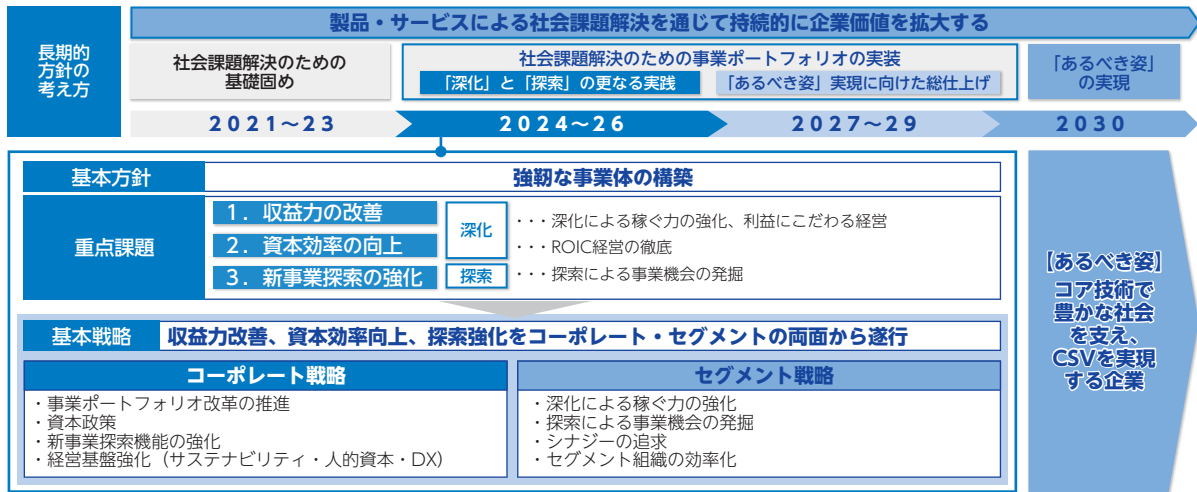 長期的
方針の
考え方
製品・サービスによる社会課題解決を通じて持続的に企業価値を拡大する
社会課題解決のための
基礎固め
社会課題解決のための事業ポートフォリオの実装
「深化」と「探索」の更なる実践
「あるべき姿」実現に向けた総仕上げ
「あるべき姿」
の実現
2021～23
2024～26
2027～29
2030
基本方針
強靭な事業体の構築
重点課題
1．収益力の改善
2．資本効率の向上
深化
・・・深化による稼ぐ力の強化、利益にこだわる経営
・・・ROIC経営の徹底
3．新事業探索の強化
探索
・・・探索による事業機会の発掘
基本戦略
収益力改善、資本効率向上、探索強化をコーポレート・セグメントの両面から遂行
コーポレート戦略
・事業ポートフォリオ改革の推進
・資本政策
・新事業探索機能の強化
・経営基盤強化（サステナビリティ・人的資本・DX）
セグメント戦略
・深化による稼ぐ力の強化
・探索による事業機会の発掘
・シナジーの追求
・セグメント組織の効率化
【あるべき姿】
コア技術で
豊かな社会
を支え、
CSVを実現
する企業